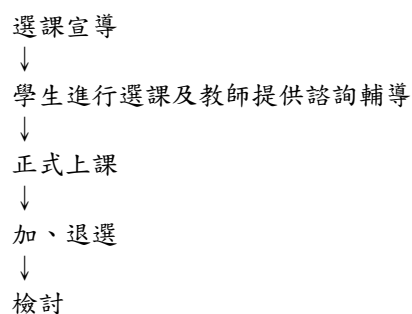 選課宣導
↓
學生進行選課及教師提供諮詢輔導
↓
正式上課
↓
加、退選
↓
檢討